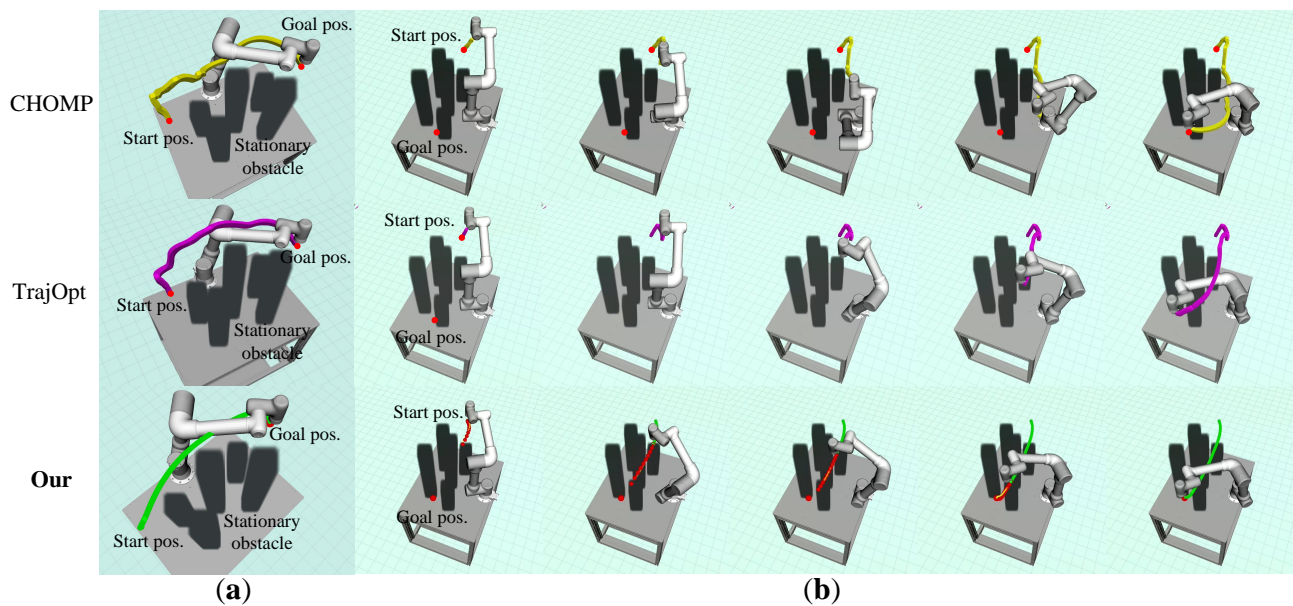 CHOMP
Goal pos.
Start pos.
Stationary
obstacle
Start pos.
Goal pos.
TrajOpt
Goal pos.
Start pos.
Stationary
obstacle
Start pos.
Goal pos.
Our
Goal pos.
Start pos.
Stationary
obstacle
Start pos.
Goal pos.
(a)
(b)